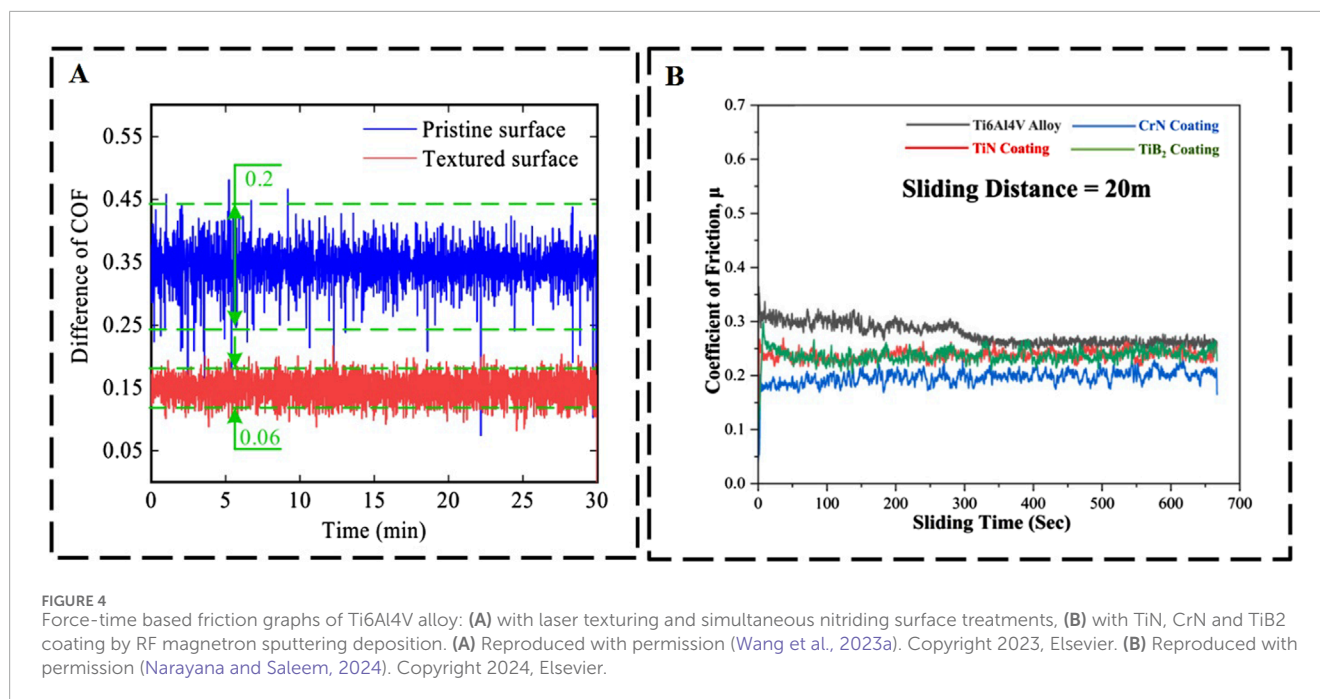 A
Pristine surface
Textured surface
0.2
0.06
0.55
0.45
0.35
0.25
0.15
0.05
Difference of COF
0 5 10 15 20 25 30
Time (min)
B
Ti6Al4V Alloy CrN Coating
TiN Coating TiB₂ Coating
Sliding Distance = 20m
0.7
0.6
0.5
0.4
0.3
0.2
0.1
0.0
Coefficient of Friction, μ
0 100 200 300 400 500 600 700
Sliding Time (Sec)
FIGURE 4
Force-time based friction graphs of Ti6Al4V alloy: (A) with laser texturing and simultaneous nitriding surface treatments, (B) with TiN, CrN and TiB2
coating by RF magnetron sputtering deposition. (A) Reproduced with permission (Wang et al., 2023a). Copyright 2023, Elsevier. (B) Reproduced with
permission (Narayana and Saleem, 2024). Copyright 2024, Elsevier.